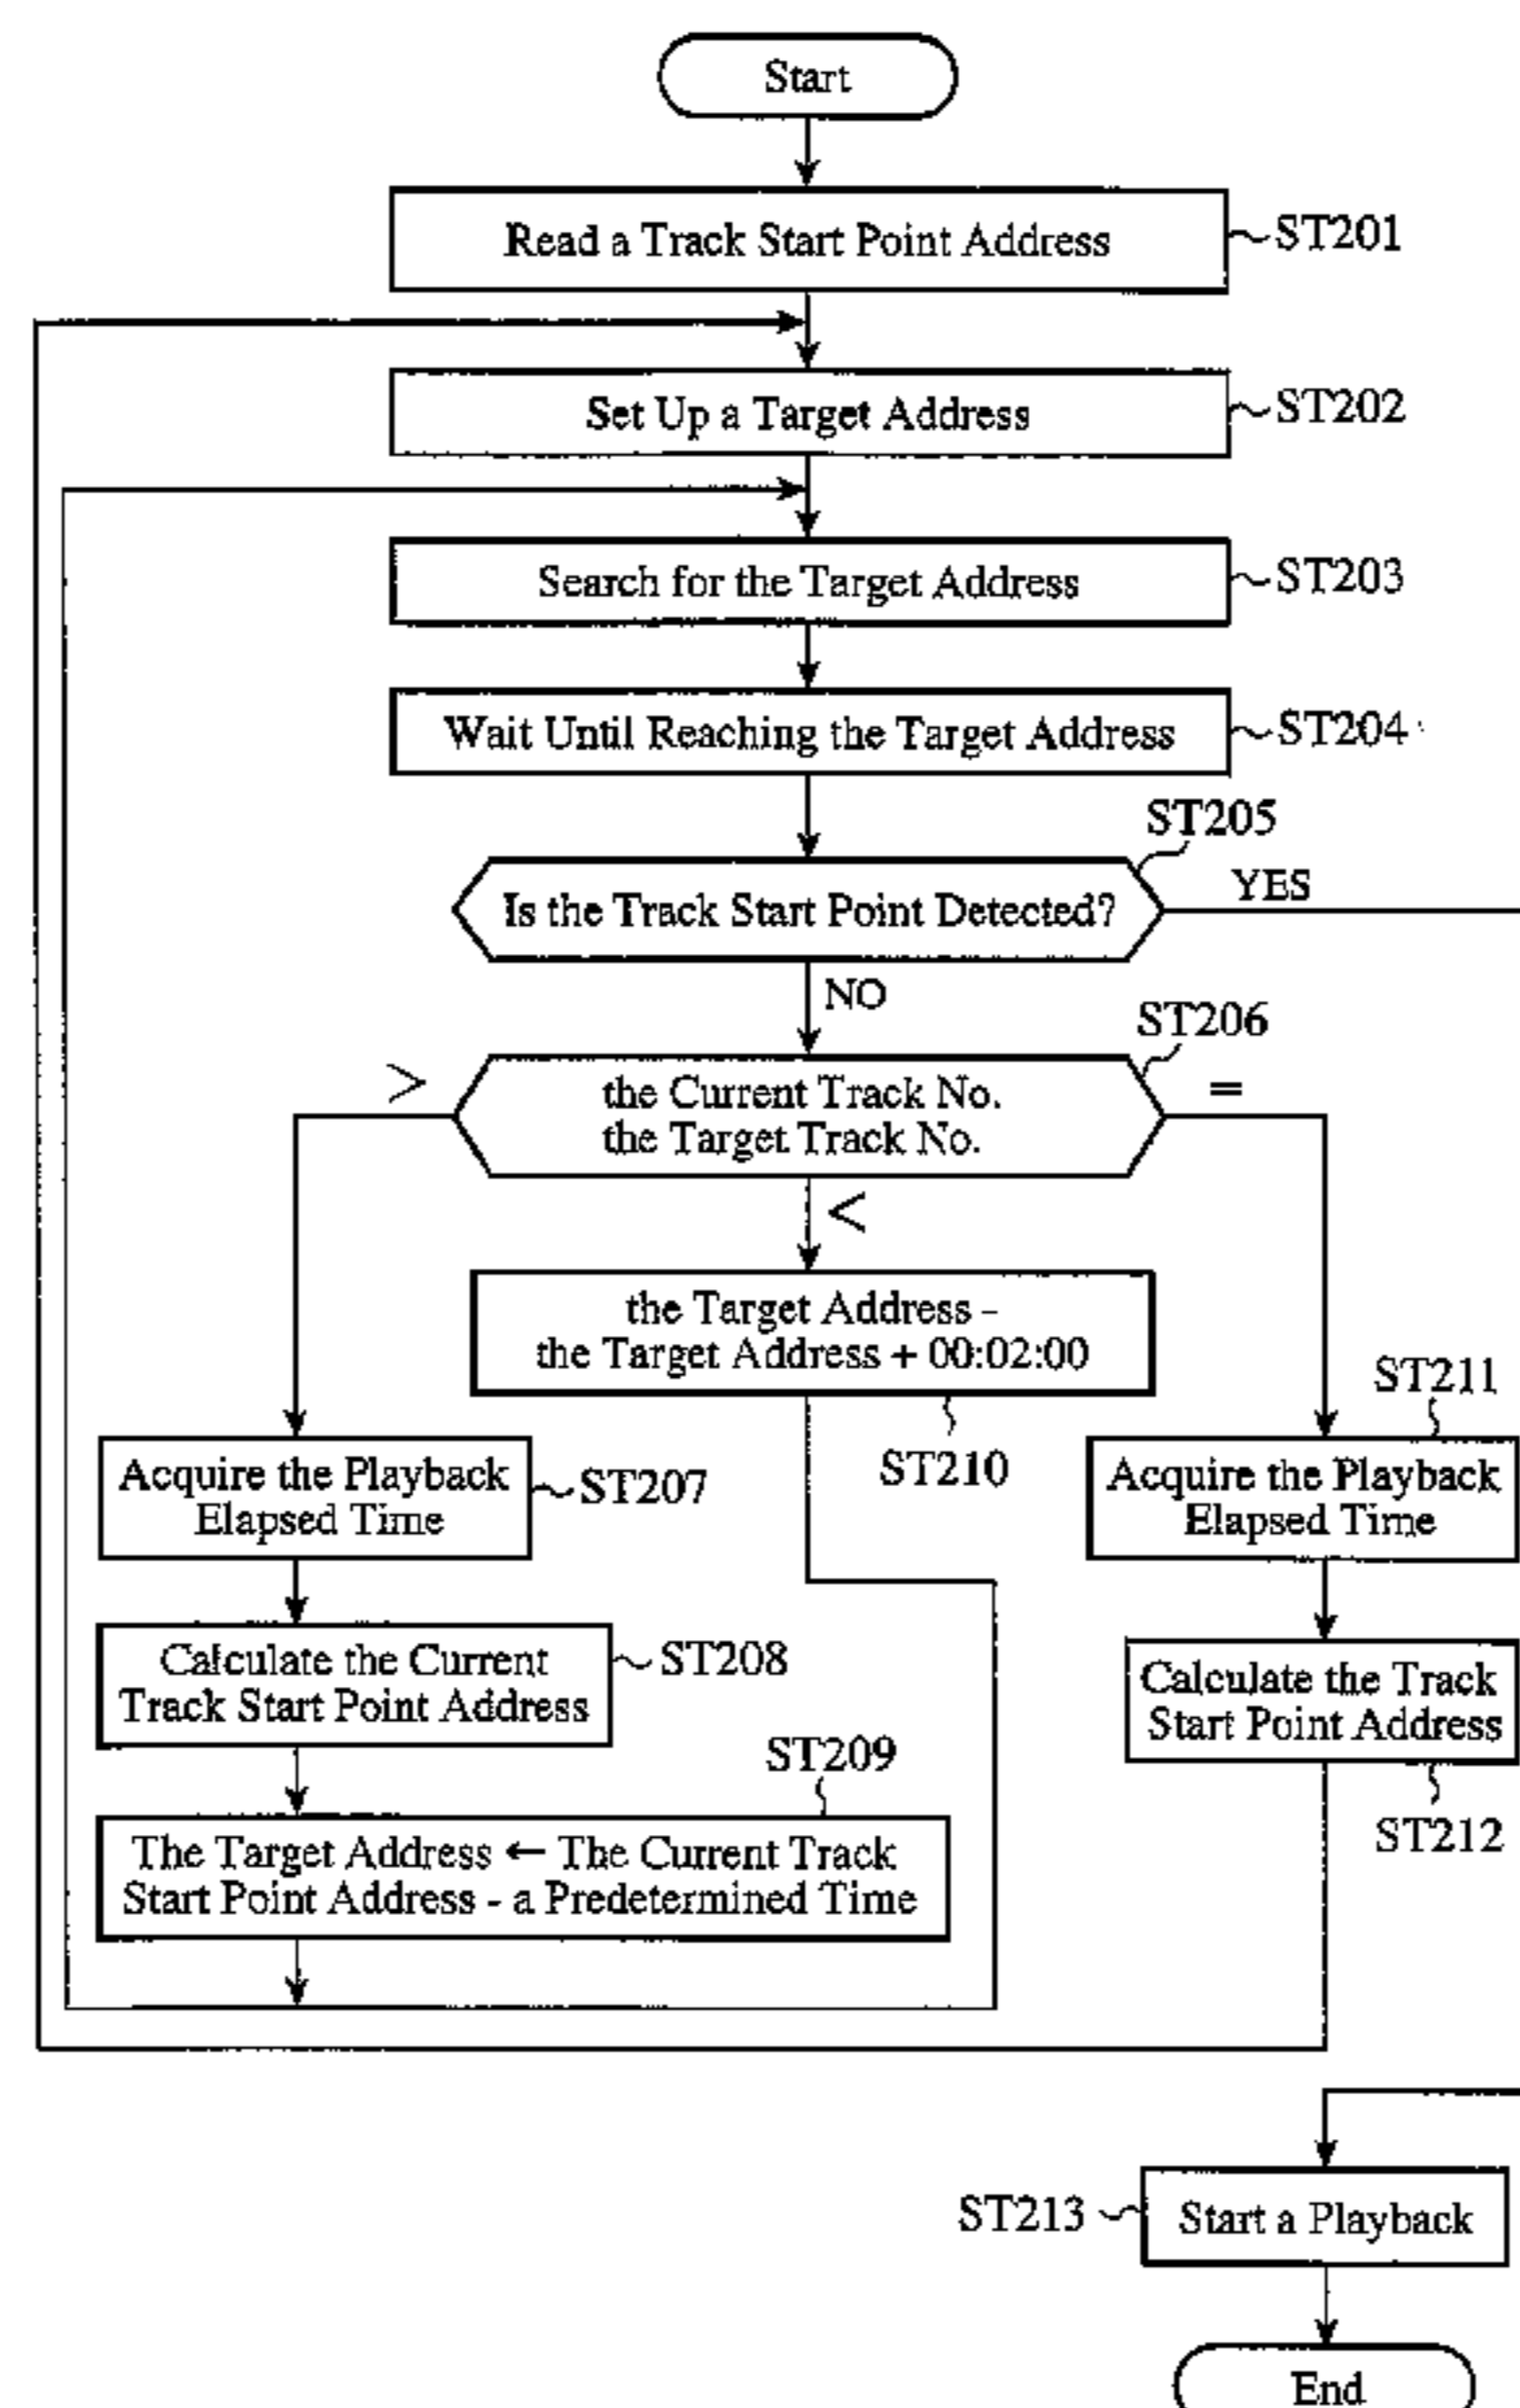 Start
Read a Track Start Point Address
ST201
Set Up a Target Address
ST202
Search for the Target Address
ST203
Wait Until Reaching the Target Address
ST204
ST205
Is the Track Start Point Detected?
YES
NO
ST206
>
the Current Track No.
the Target Track No.
=
<
the Target Address -
the Target Address + 00:02:00
ST210
Acquire the Playback
Elapsed Time
ST207
ST211
Acquire the Playback
Elapsed Time
Calculate the Current
Track Start Point Address
ST208
Calculate the Track
Start Point Address
ST212
ST209
The Target Address ← The Current Track
Start Point Address - a Predetermined Time
ST213
Start a Playback
End